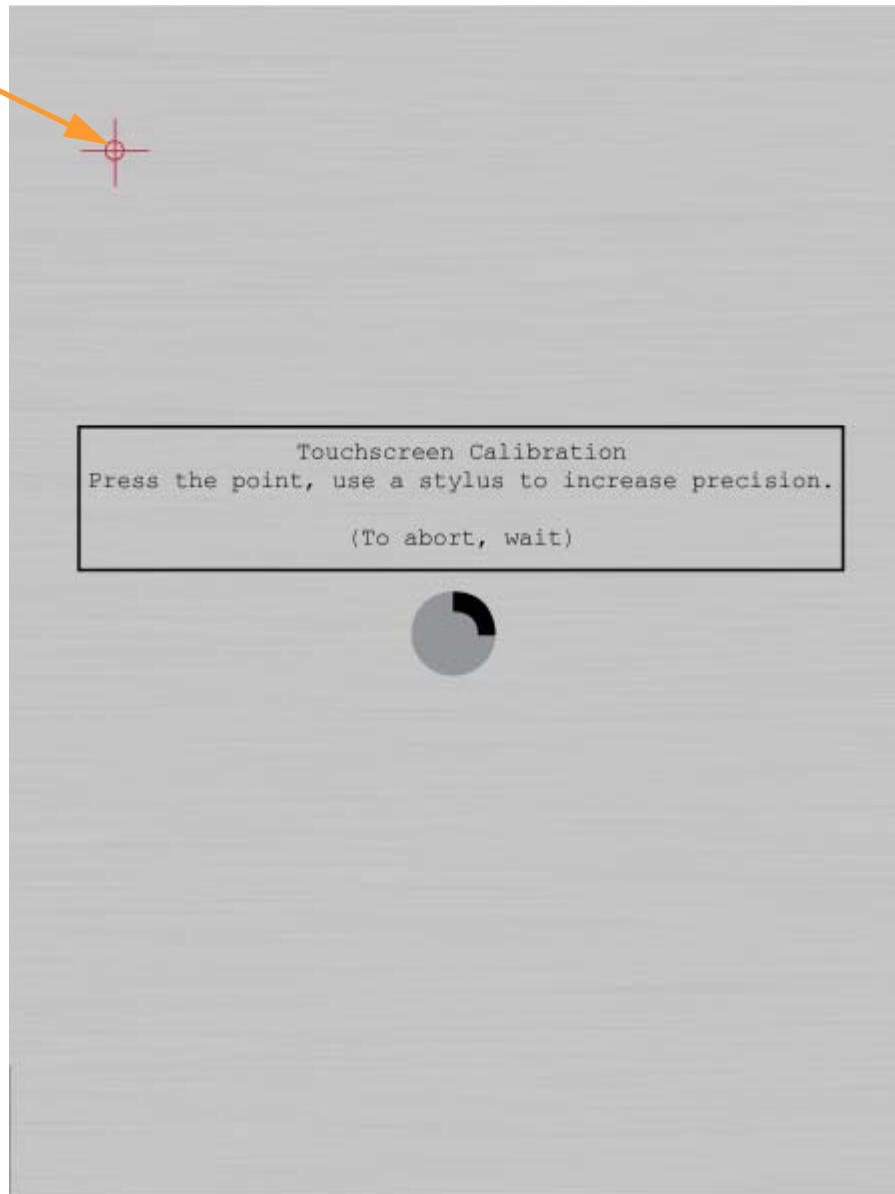 Touchscreen Calibration
Press the point, use a stylus to increase precision.
(To abort, wait)